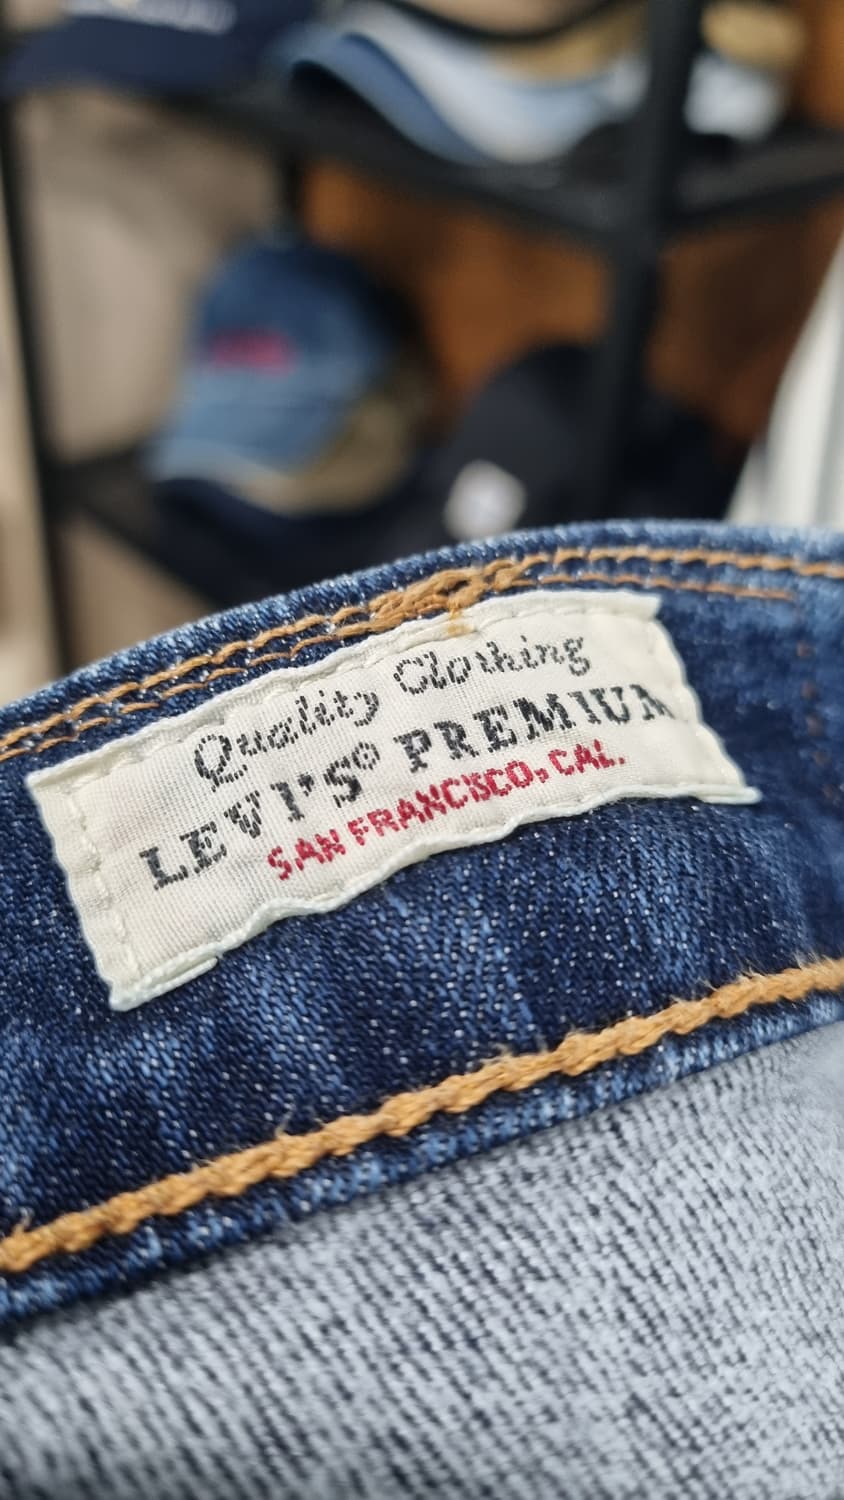 Quality Clothing
LEVI'S® PREMIUM
SAN FRANCISCO, CAL.